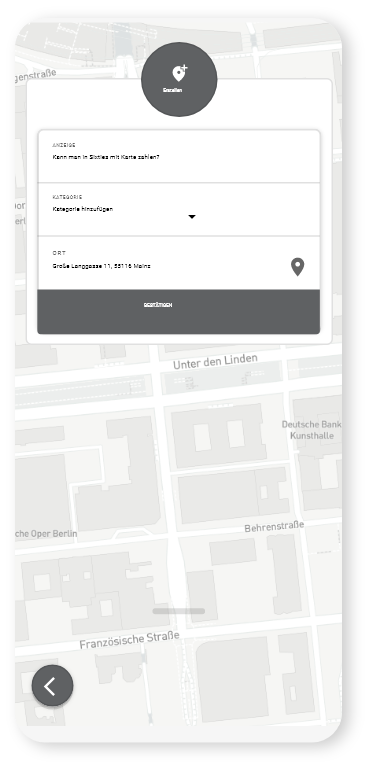 genstraße
Erstellen
ANZEIGE
Kann man in Sixties mit Karte zahlen?
KATEGORIE
Kategorie hinzufügen
ORT
Große Langgasse 11, 55116 Mainz
BESTÄTIGEN
Unter den Linden
Deutsche Bank
Kunsthalle
che Oper Berlin
Behrenstraße
Französische Straße